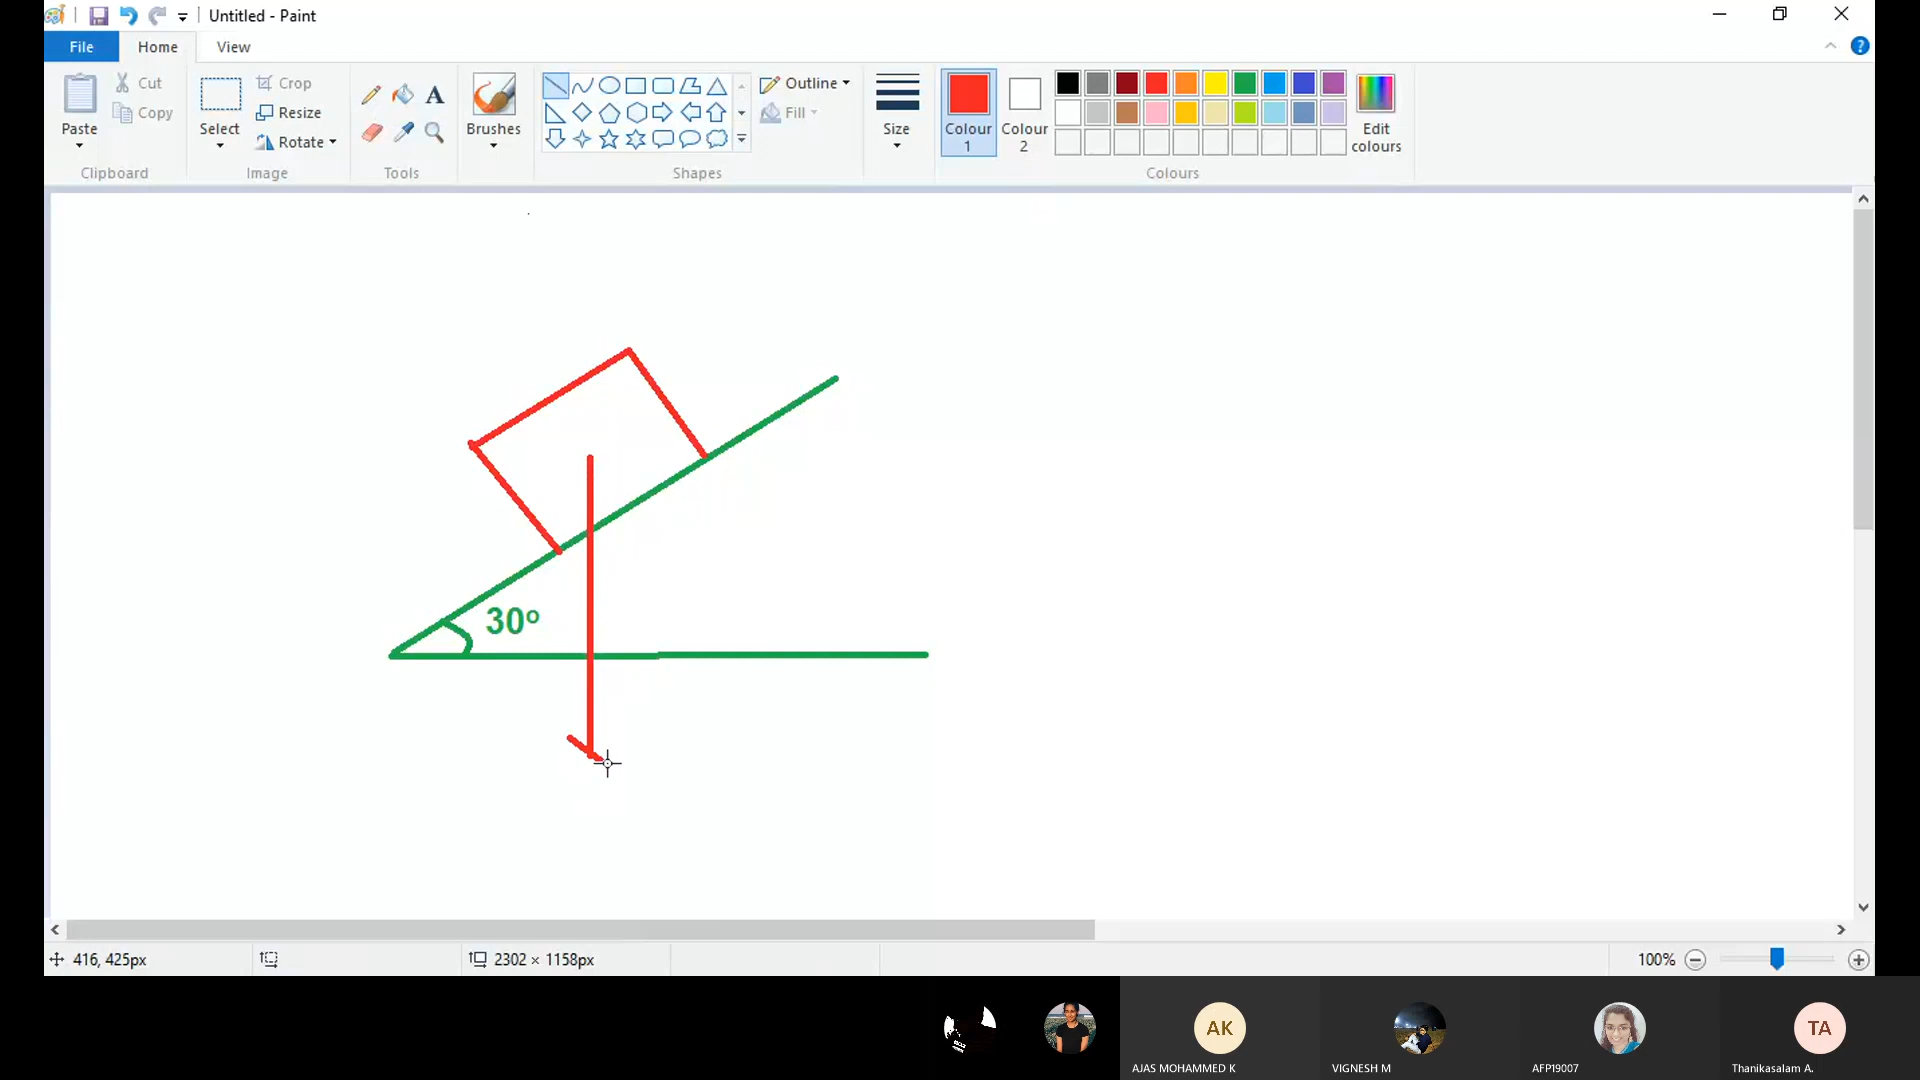 Untitled - Paint
File Home View
Paste
Cut
Copy
Clipboard
Select
Crop
Resize
Rotate
Image
Tools
Brushes
Outline
Fill
Shapes
Size
Colour 1
Colour 2
Edit colours
Colours
30º
416, 425px
2302 × 1158px
100%
AK
TA
AJAS MOHAMMED K
VIGNESH M
AFP19007
Thanikasalam A.